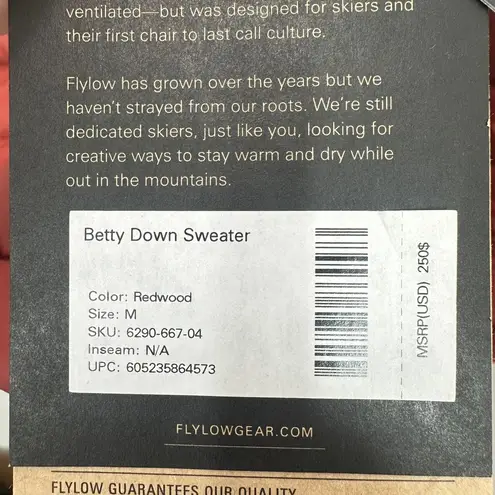 ventilated—but was designed for skiers and
their first chair to last call culture.
Flylow has grown over the years but we
haven't strayed from our roots. We're still
dedicated skiers, just like you, looking for
creative ways to stay warm and dry while
out in the mountains.
Betty Down Sweater
Color: Redwood
Size: M
SKU: 6290-667-04
Inseam: N/A
UPC: 605235864573
MSRP(USD) 250$
FLYLOWGEAR.COM
FLYLOW GUARANTEES OUR QUALITY